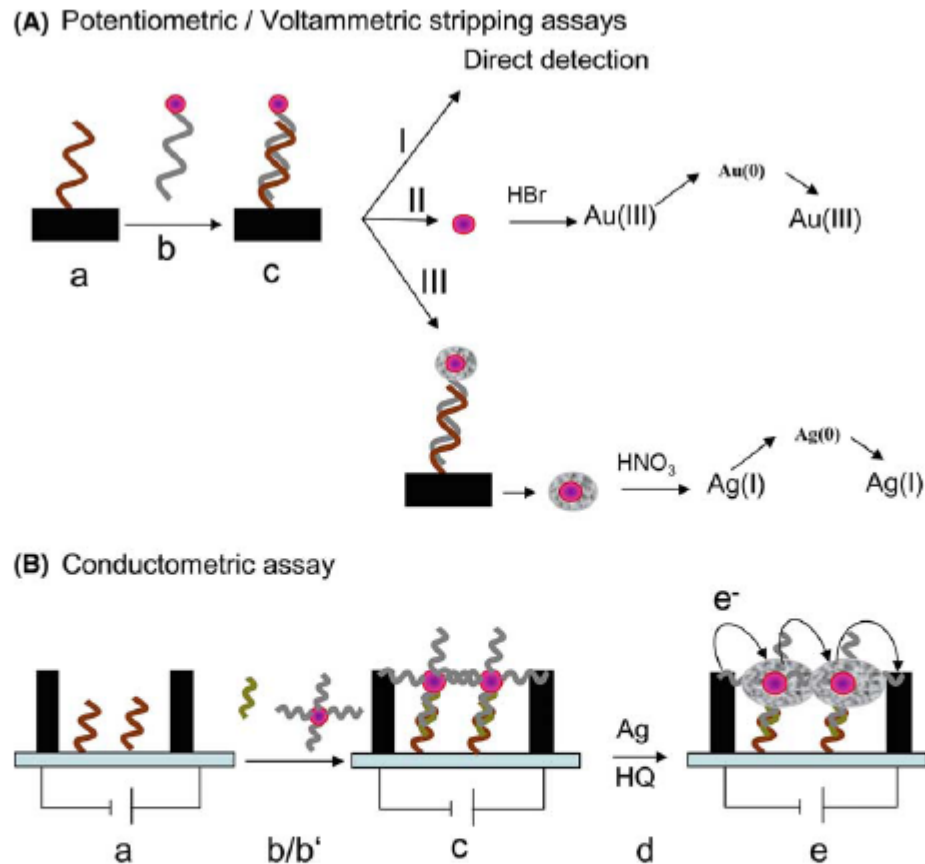 (A) Potentiometric / Voltammetric stripping assays
Direct detection
I
II
HBr
Au(III)
Au(0)
Au(III)
a
b
c
III
HNO₃
Ag(I)
Ag(0)
Ag(I)
(B) Conductometric assay
e⁻
Ag
HQ
a
b/b'
c
d
e